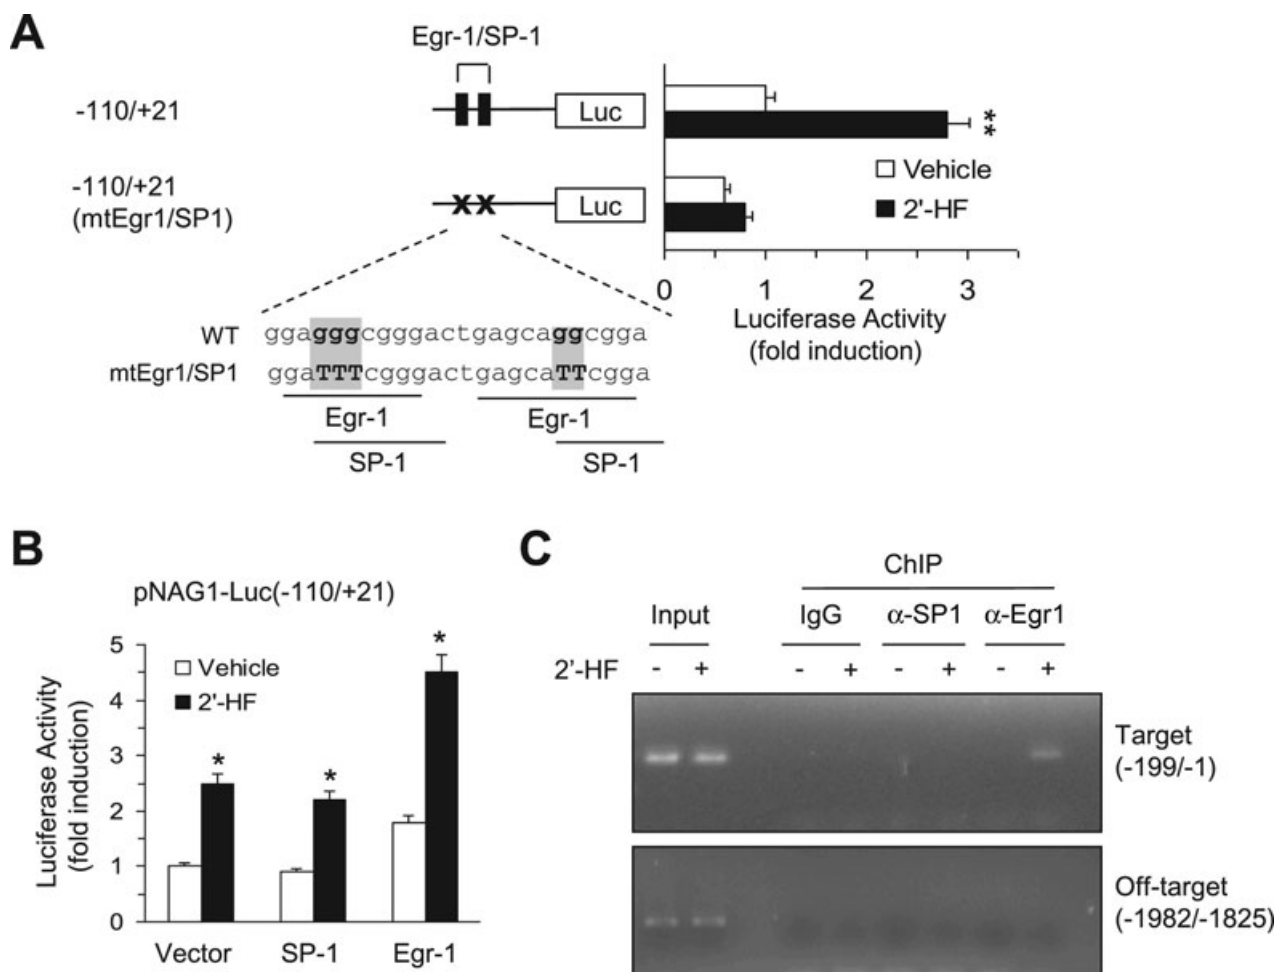 A
Egr-1/SP-1
-110/+21
Luc
**
-110/+21
(mtEgr1/SP1)
XX
Luc
Vehicle
2'-HF
0 1 2 3
Luciferase Activity
(fold induction)
WT ggagggcgggactgagcaggcgga
mtEgr1/SP1 ggaTTTcgggactgagcaTTcgga
Egr-1 Egr-1
SP-1 SP-1
B
pNAG1-Luc(-110/+21)
Luciferase Activity
(fold induction)
5
4
3
2
1
0
Vehicle
2'-HF
* * *
Vector SP-1 Egr-1
C
ChIP
Input IgG α-SP1 α-Egr1
2'-HF - + - + - + - +
Target
(-199/-1)
Off-target
(-1982/-1825)